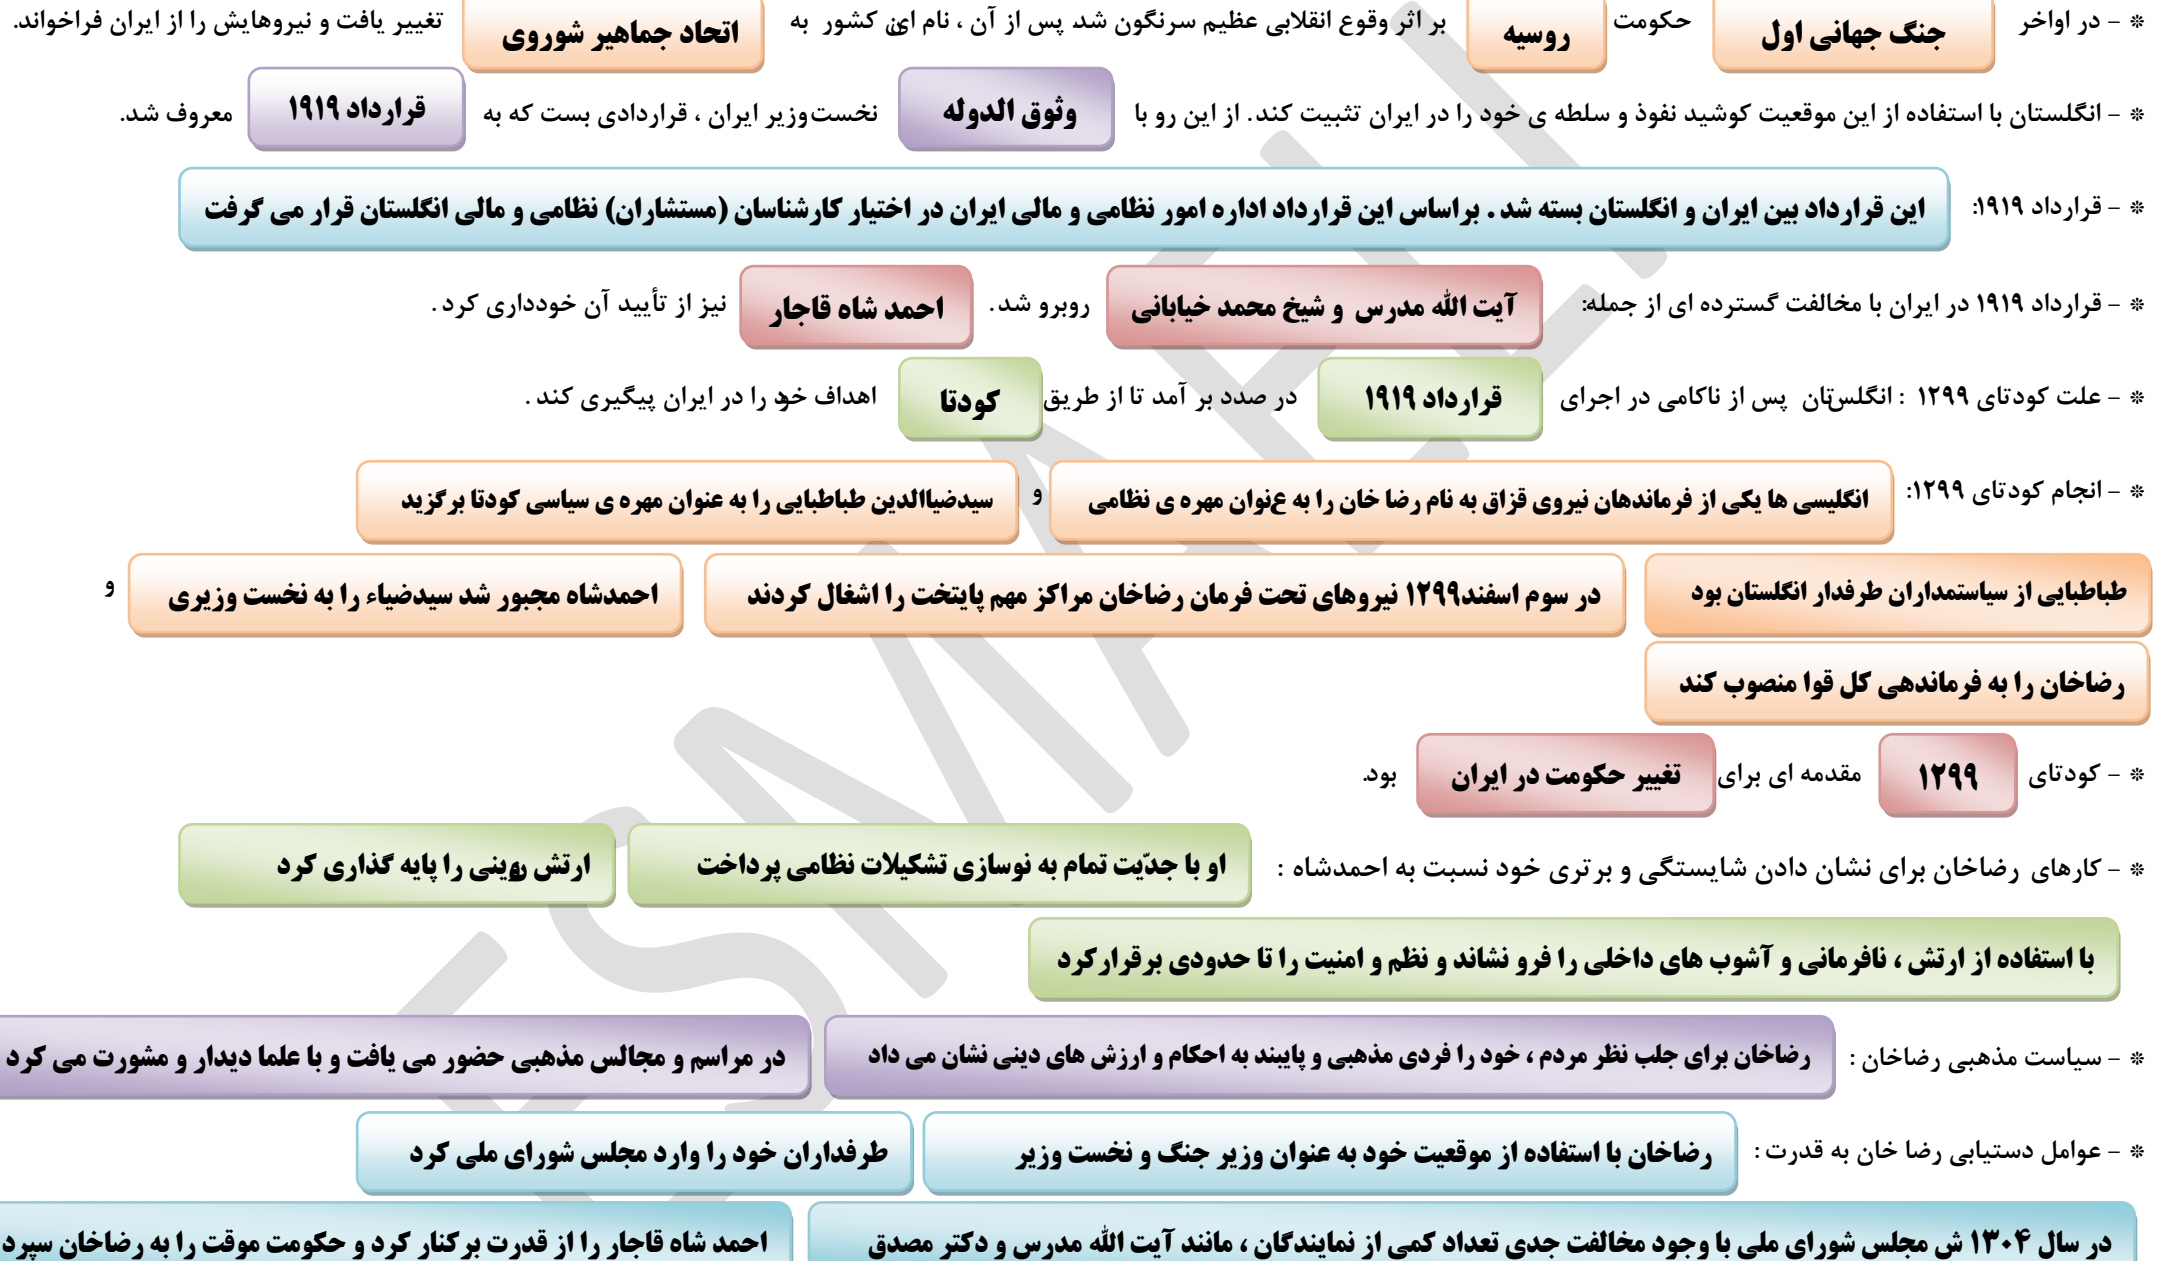 * - در اواخر جنگ جهانی اول حکومت روسیه بر اثر وقوع انقلابی عظیم سرنگون شد. پس از آن ، نام این کشور به اتحاد جماهیر شوروی تغییر یافت و نیروهایش را از ایران فراخواند.
* - انگلستان با استفاده از این موقعیت کوشید نفوذ و سلطه ی خود را در ایران تثبیت کند. از این رو با وثوق الدوله نخست‌وزیر ایران ، قراردادی بست که به قرارداد ۱۹۱۹ معروف شد.
* - قرارداد ۱۹۱۹: این قرارداد بین ایران و انگلستان بسته شد . براساس این قرارداد اداره امور نظامی و مالی ایران در اختیار کارشناسان (مستشاران) نظامی و مالی انگلستان قرار می گرفت
* - قرارداد ۱۹۱۹ در ایران با مخالفت گسترده ای از جمله: آیت الله مدرس و شیخ محمد خیابانی روبرو شد. احمد شاه قاجار نیز از تأیید آن خودداری کرد .
* - علت کودتای ۱۲۹۹ : انگلستان پس از ناکامی در اجرای قرارداد ۱۹۱۹ در صدد بر آمد تا از طریق کودتا اهداف خود را در ایران پیگیری کند .
* - انجام کودتای ۱۲۹۹: انگلیسی ها یکی از فرماندهان نیروی قزاق به نام رضا خان را به عنوان مهره ی نظامی و سیدضیاالدین طباطبایی را به عنوان مهره ی سیاسی کودتا برگزید
طباطبایی از سیاستمداران طرفدار انگلستان بود در سوم اسفند۱۲۹۹ نیروهای تحت فرمان رضاخان مراکز مهم پایتخت را اشغال کردند احمدشاه مجبور شد سیدضیاء را به نخست وزیری و
رضاخان را به فرماندهی کل قوا منصوب کند
* - کودتای ۱۲۹۹ مقدمه ای برای تغییر حکومت در ایران بود.
* - کارهای رضاخان برای نشان دادن شایستگی و برتری خود نسبت به احمدشاه : او با جدّیت تمام به نوسازی تشکیلات نظامی پرداخت ارتش نوینی را پایه گذاری کرد
با استفاده از ارتش ، نافرمانی و آشوب های داخلی را فرو نشاند و نظم و امنیت را تا حدودی برقرارکرد
* - سیاست مذهبی رضاخان : رضاخان برای جلب نظر مردم ، خود را فردی مذهبی و پایبند به احکام و ارزش های دینی نشان می داد در مراسم و مجالس مذهبی حضور می یافت و با علما دیدار و مشورت می کرد
* - عوامل دستیابی رضا خان به قدرت : رضاخان با استفاده از موقعیت خود به عنوان وزیر جنگ و نخست وزیر طرفداران خود را وارد مجلس شورای ملی کرد
در سال ۱۳۰۴ ش مجلس شورای ملی با وجود مخالفت جدی تعداد کمی از نمایندگان ، مانند آیت الله مدرس و دکتر مصدق احمد شاه قاجار را از قدرت برکنار کرد و حکومت موقت را به رضاخان سپرد
ESMAELI